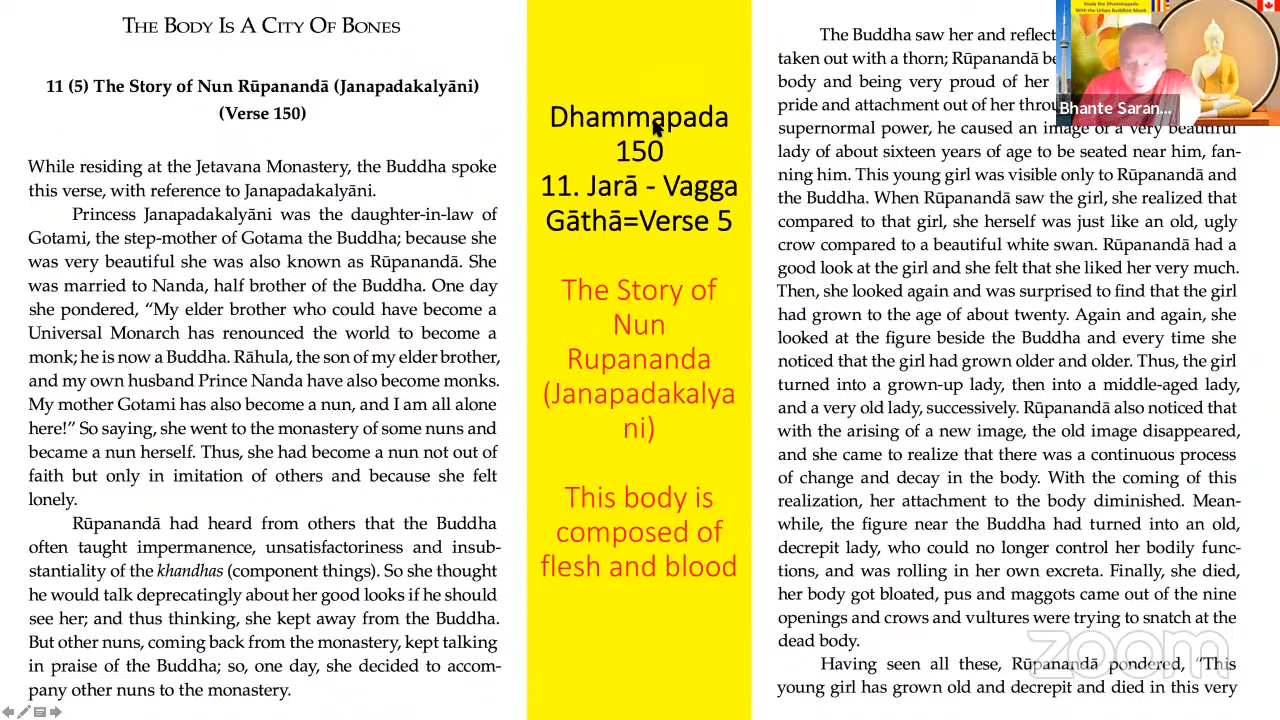 THE BODY IS A CITY OF BONES
11 (5) The Story of Nun Rūpanandā (Janapadakalyāni)
(Verse 150)
While residing at the Jetavana Monastery, the Buddha spoke
this verse, with reference to Janapadakalyāni.
Princess Janapadakalyāni was the daughter-in-law of
Gotami, the step-mother of Gotama the Buddha; because she
was very beautiful she was also known as Rūpanandā. She
was married to Nanda, half brother of the Buddha. One day
she pondered, “My elder brother who could have become a
Universal Monarch has renounced the world to become a
monk; he is now a Buddha. Rāhula, the son of my elder brother,
and my own husband Prince Nanda have also become monks.
My mother Gotami has also become a nun, and I am all alone
here!” So saying, she went to the monastery of some nuns and
became a nun herself. Thus, she had become a nun not out of
faith but only in imitation of others and because she felt
lonely.
Rūpanandā had heard from others that the Buddha
often taught impermanence, unsatisfactoriness and insub-
stantiality of the khandhas (component things). So she thought
he would talk deprecatingly about her good looks if he should
see her; and thus thinking, she kept away from the Buddha.
But other nuns, coming back from the monastery, kept talking
in praise of the Buddha; so, one day, she decided to accom-
pany other nuns to the monastery.
Dhammapada
150
11. Jarā - Vagga
Gāthā=Verse 5
The Story of
Nun
Rupananda
(Janapadakalya
ni)
This body is
composed of
flesh and blood
The Buddha saw her and reflect
taken out with a thorn; Rūpanandā be
body and being very proud of her
pride and attachment out of her throu
supernormal power, he caused an image of a very beautiful
lady of about sixteen years of age to be seated near him, fan-
ning him. This young girl was visible only to Rūpanandā and
the Buddha. When Rūpanandā saw the girl, she realized that
compared to that girl, she herself was just like an old, ugly
crow compared to a beautiful white swan. Rūpanandā had a
good look at the girl and she felt that she liked her very much.
Then, she looked again and was surprised to find that the girl
had grown to the age of about twenty. Again and again, she
looked at the figure beside the Buddha and every time she
noticed that the girl had grown older and older. Thus, the girl
turned into a grown-up lady, then into a middle-aged lady,
and a very old lady, successively. Rūpanandā also noticed that
with the arising of a new image, the old image disappeared,
and she came to realize that there was a continuous process
of change and decay in the body. With the coming of this
realization, her attachment to the body diminished. Mean-
while, the figure near the Buddha had turned into an old,
decrepit lady, who could no longer control her bodily func-
tions, and was rolling in her own excreta. Finally, she died,
her body got bloated, pus and maggots came out of the nine
openings and crows and vultures were trying to snatch at the
dead body.
Having seen all these, Rūpanandā pondered, “This
young girl has grown old and decrepit and died in this very
Study the Dhammapada
With the Urban Buddhist Monk
Bhante Saran...
zoom